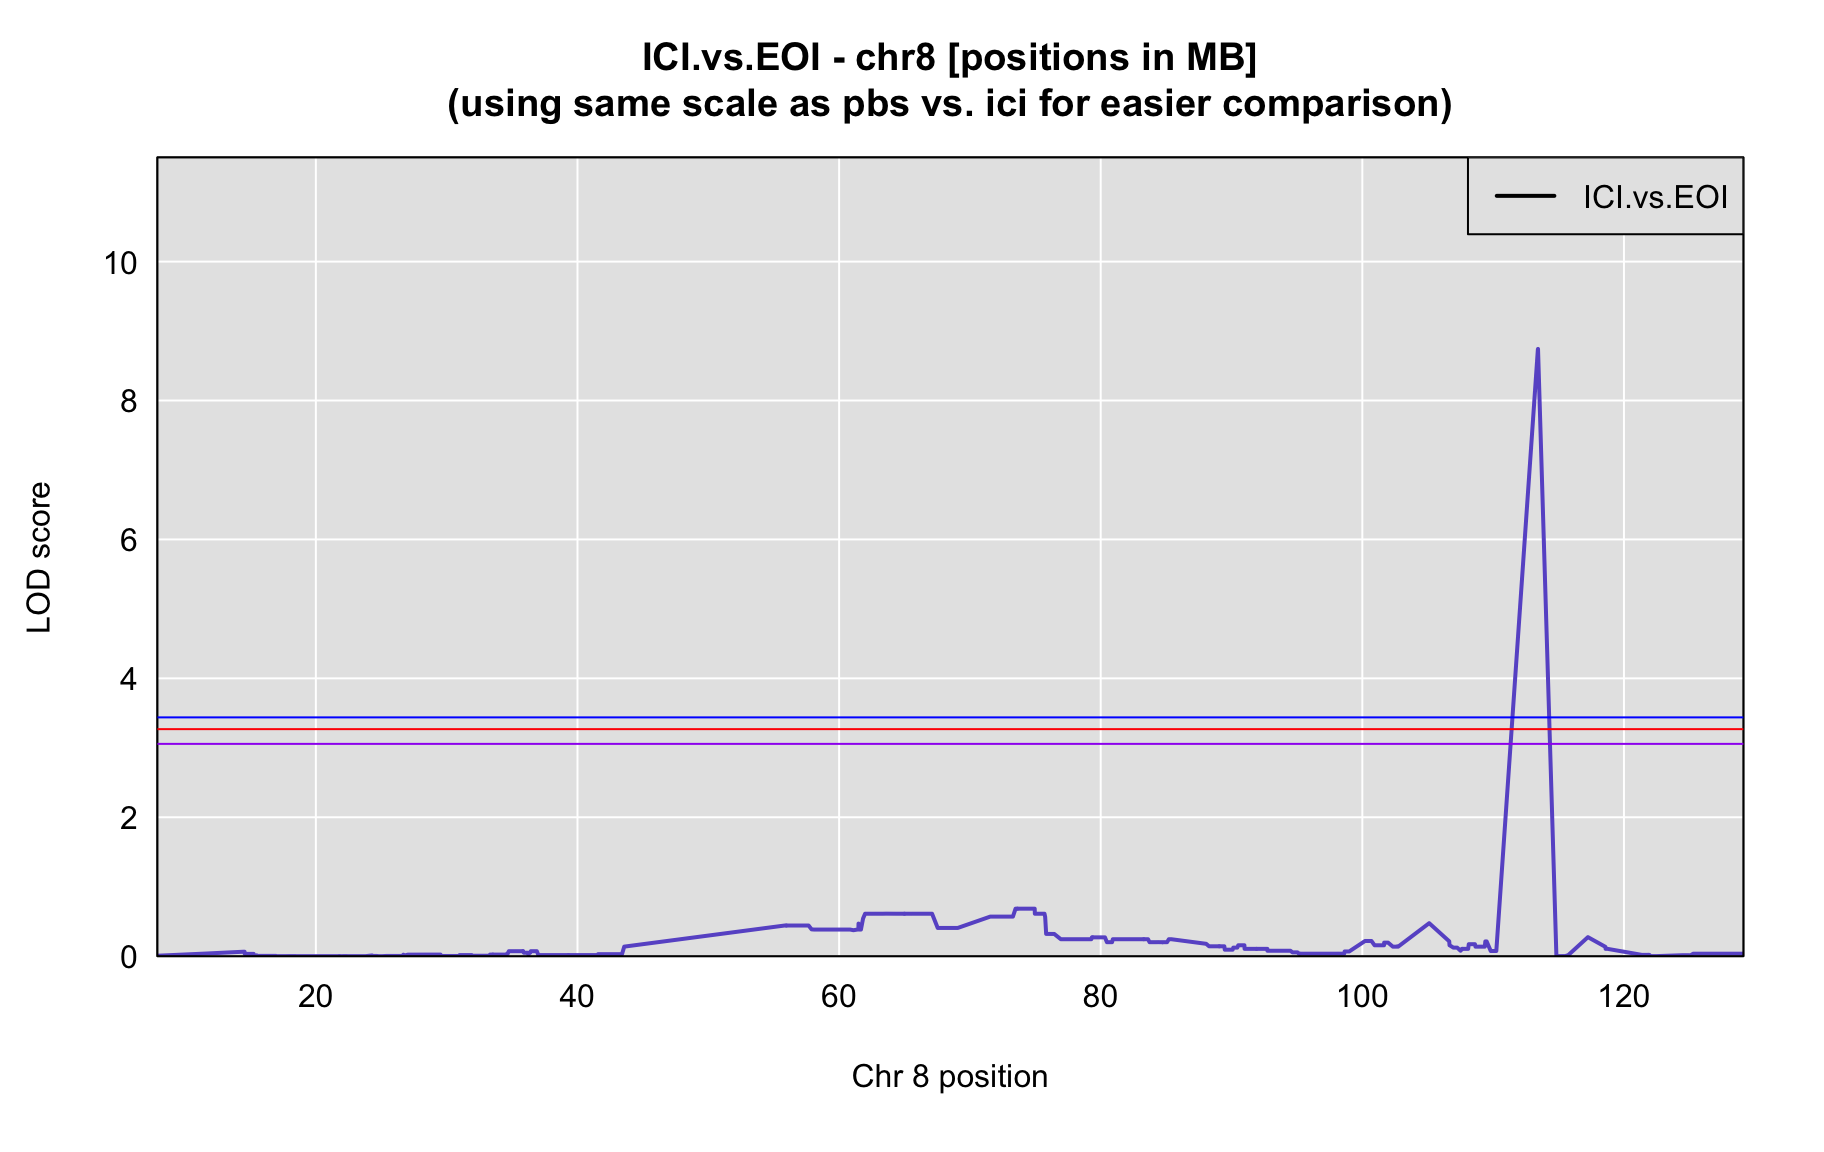 ICI.vs.EOI - chr8 [positions in MB]
(using same scale as pbs vs. ici for easier comparison)
ICI.vs.EOI
10
8
6
4
2
0
LOD score
20 40 60 80 100 120
Chr 8 position